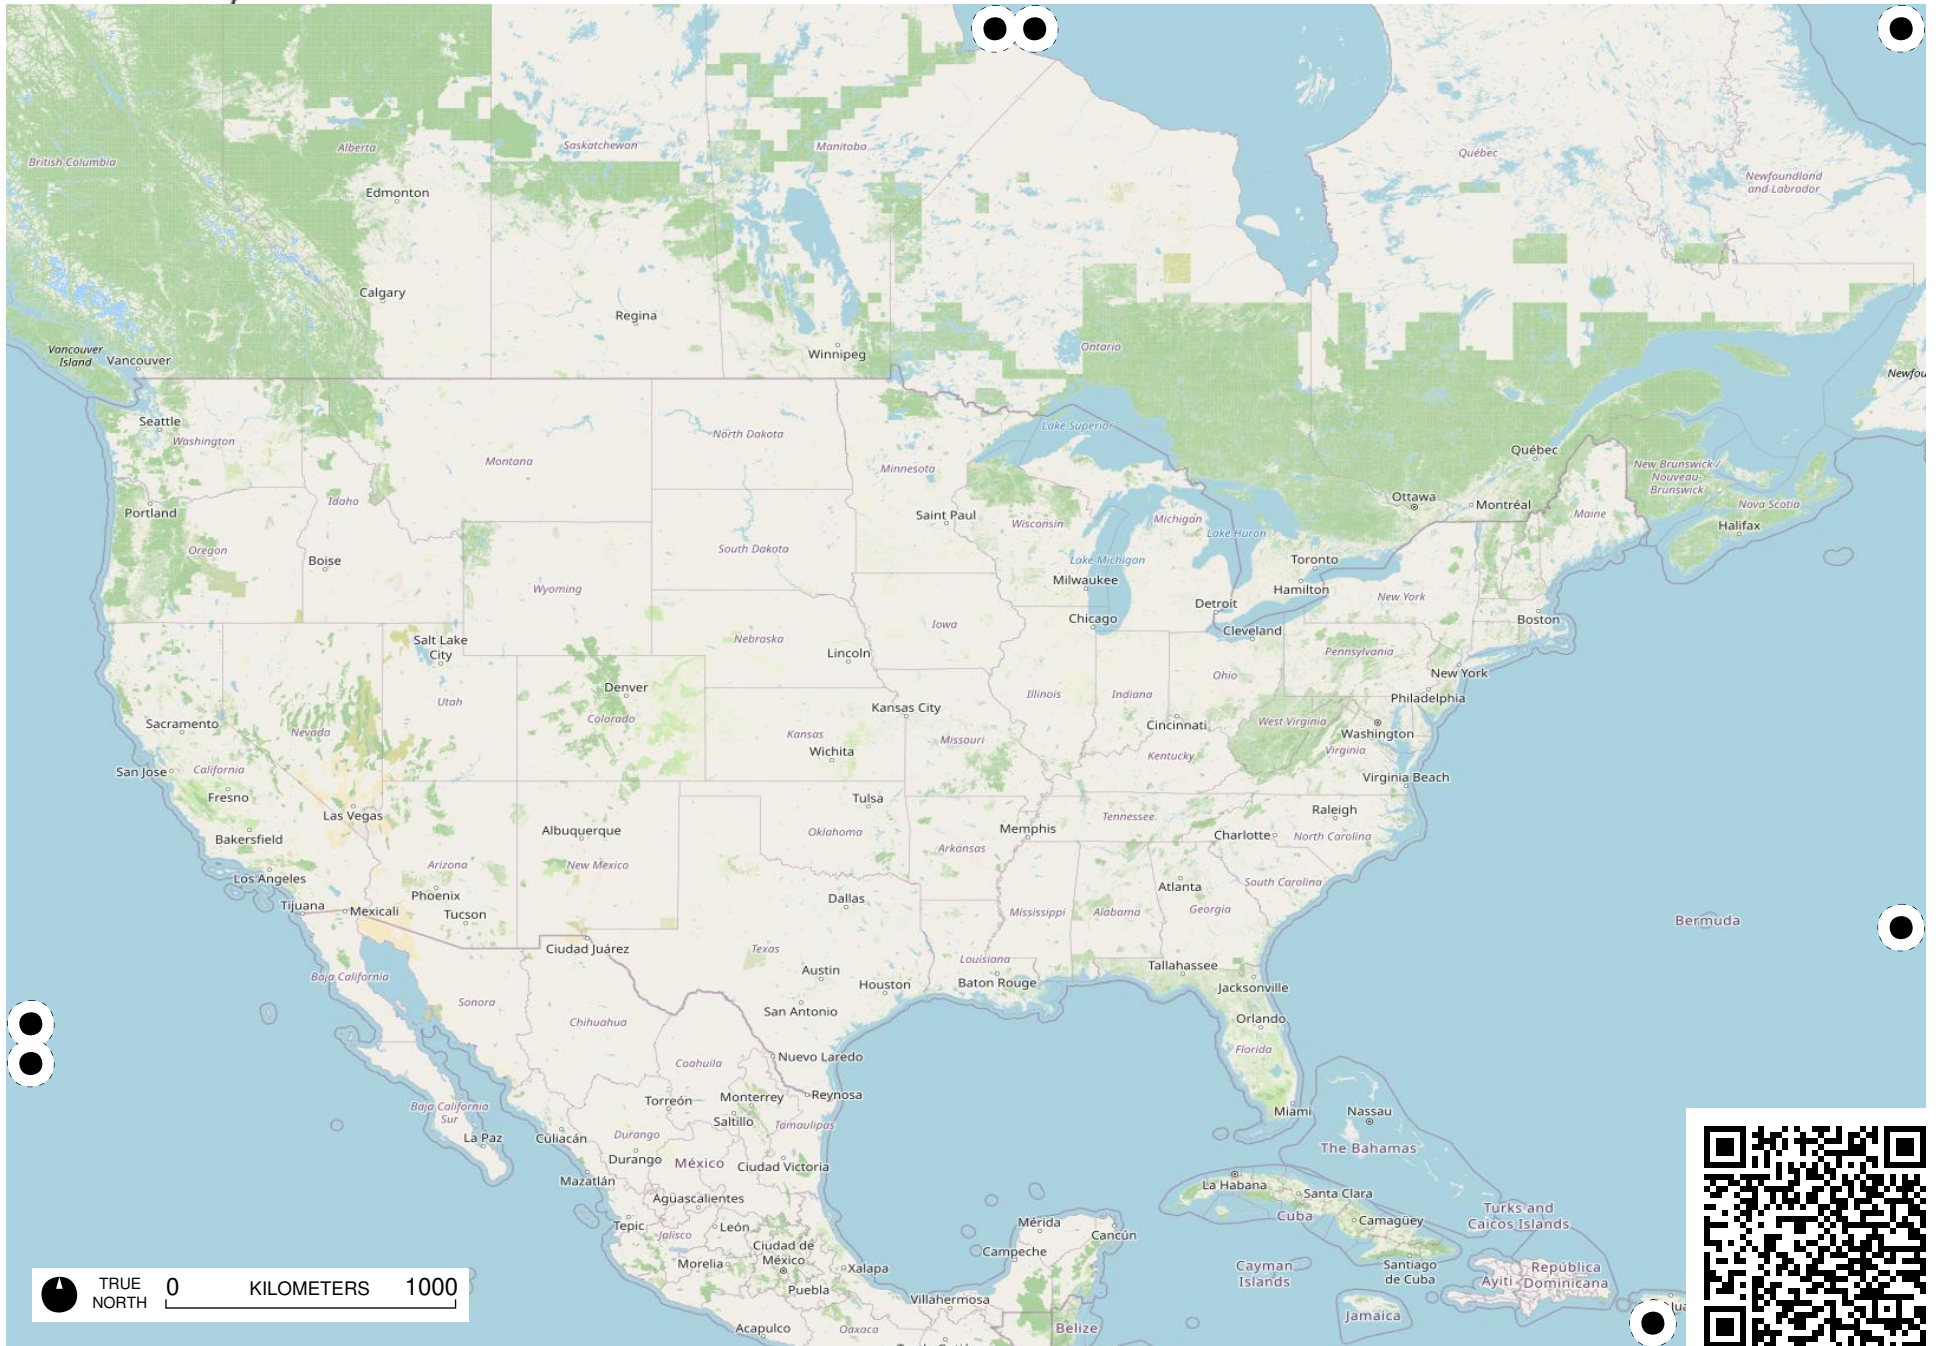 British Columbia
Alberta
Saskatchewan
Manitoba
Québec
Newfoundland
and Labrador
Edmonton
Calgary
Regina
Winnipeg
Ontario
Vancouver
Island
Vancouver
Seattle
Washington
Montana
North Dakota
Minnesota
Lake Superior
Québec
New Brunswick /
Nouveau-
Brunswick
Nova Scotia
Halifax
Portland
Idaho
Saint Paul
Wisconsin
Michigan
Lake Huron
Ottawa
Montréal
Maine
Oregon
Boise
South Dakota
Lake Michigan
Toronto
Wyoming
Milwaukee
Hamilton
New York
Detroit
Chicago
Cleveland
Boston
Salt Lake
City
Nebraska
Iowa
Lincoln
Pennsylvania
New York
Denver
Utah
Colorado
Illinois
Indiana
Ohio
Philadelphia
Sacramento
Nevada
Kansas City
Kansas
Wichita
Missouri
Cincinnati
West Virginia
Washington
Virginia
Kentucky
San Jose
California
Virginia Beach
Fresno
Las Vegas
Tulsa
Raleigh
Bakersfield
Albuquerque
Oklahoma
Memphis
Tennessee
Charlotte
North Carolina
Arkansas
Los Angeles
Arizona
New Mexico
Phoenix
Dallas
Atlanta
South Carolina
Tijuana
Mexicali
Tucson
Mississippi
Alabama
Georgia
Bermuda
Ciudad Juárez
Texas
Louisiana
Tallahassee
Baja California
Austin
Houston
Baton Rouge
Jacksonville
Sonora
San Antonio
Chihuahua
Orlando
Florida
Coahuila
Nuevo Laredo
Torreón
Monterrey
Reynosa
Saltillo
Tamaulipas
Baja California
Sur
La Paz
Culiacán
Durango
Miami
Nassau
The Bahamas
Durango
México
Ciudad Victoria
Mazatlán
Aguascalientes
La Habana
Santa Clara
Cuba
Camagüey
Turks and
Caicos Islands
Tepic
León
Jalisco
Mérida
Cancún
Campeche
Ciudad de
México
Morelia
Xalapa
Puebla
Cayman
Islands
Santiago
de Cuba
Ayiti
República
Dominicana
Villahermosa
Jamaica
Acapulco
Oaxaca
Belize
TRUE
NORTH
0 KILOMETERS 1000